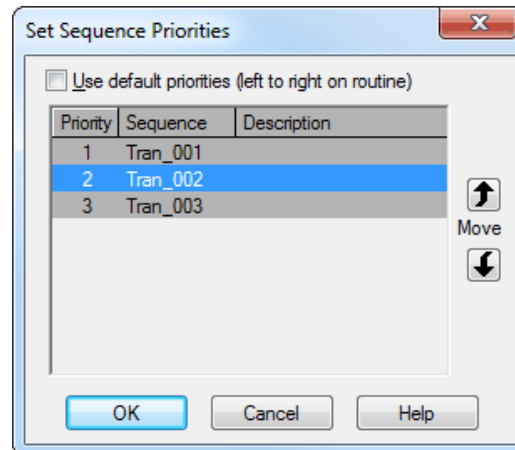 Set Sequence Priorities
Use default priorities (left to right on routine)
Priority Sequence Description
1 Tran_001
2 Tran_002
3 Tran_003
Move
OK Cancel Help